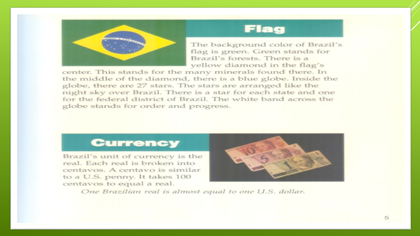 Flag
The background color of Brazil's
flag is green. Green stands for
Brazil's forests. There is a
yellow diamond in the flag's
center. This stands for the many minerals found there. In
the middle of the diamond, there is a blue globe. Inside the
globe, there are 27 stars. The stars are arranged like the
night sky over Brazil. There is a star for each state and one
for the federal district of Brazil. The white band across the
globe stands for order and progress.
Currency
Brazil's unit of currency is the
real. Each real is broken into
centavos. A centavo is similar
to a U.S. penny. It takes 100
centavos to equal a real.
One Brazilian real is almost equal to one U.S. dollar.